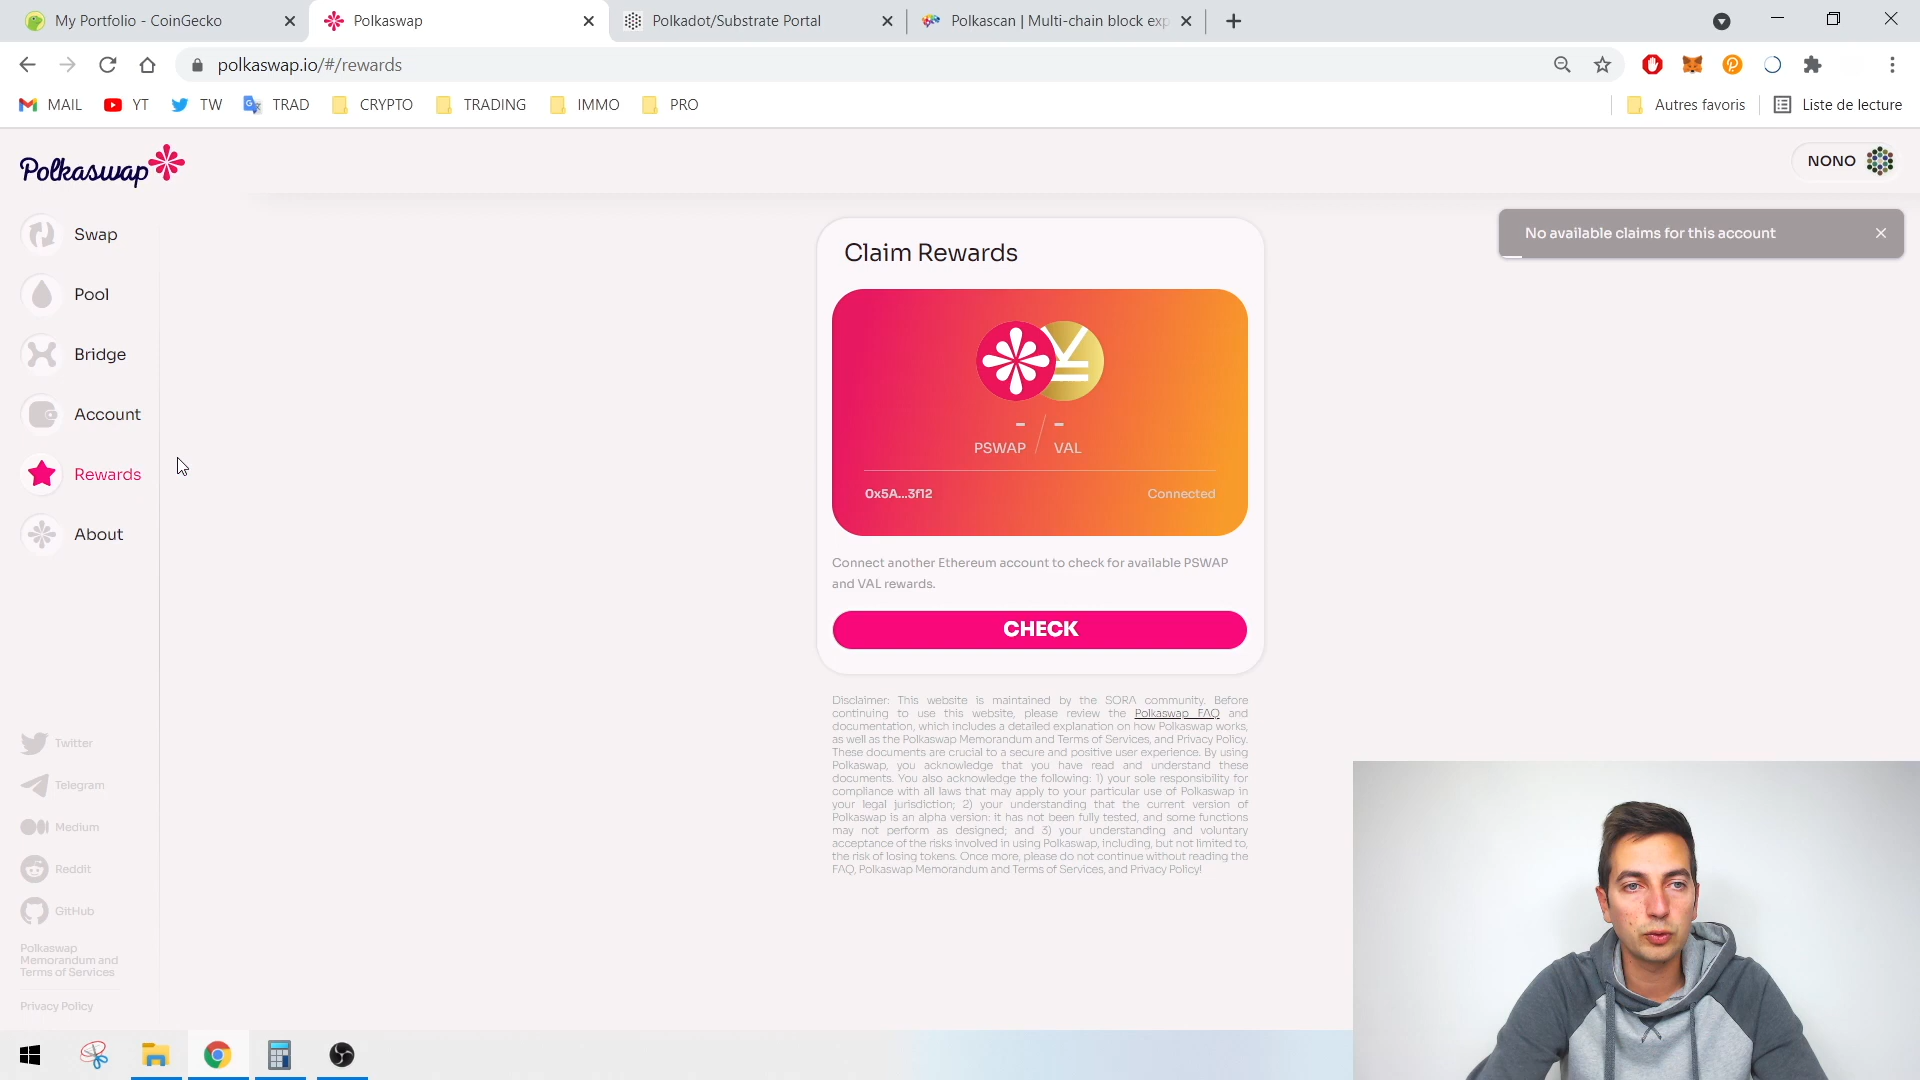 My Portfolio - CoinGecko
Polkaswap
Polkadot/Substrate Portal
Polkascan | Multi-chain block exp
polkaswap.io/#/rewards
MAIL
YT
TW
TRAD
CRYPTO
TRADING
IMMO
PRO
Autres favoris
Liste de lecture
Polkaswap
NONO
Swap
Pool
Bridge
Account
Rewards
About
Claim Rewards
No available claims for this account
- / -
PSWAP / VAL
0x5A...3f12
Connected
Connect another Ethereum account to check for available PSWAP
and VAL rewards.
CHECK
Disclaimer: This website is maintained by the SORA community. Before
continuing to use this website, please review the Polkaswap FAQ and
documentation, which includes a detailed explanation on how Polkaswap works,
as well as the Polkaswap Memorandum and Terms of Services, and Privacy Policy.
These documents are crucial to a secure and positive user experience. By using
Polkaswap, you acknowledge that you have read and understand these
documents. You also acknowledge the following: 1) your sole responsibility for
compliance with all laws that may apply to your particular use of Polkaswap in
your legal jurisdiction; 2) your understanding that the current version of
Polkaswap is an alpha version: it has not been fully tested, and some functions
may not perform as designed; and 3) your understanding and voluntary
acceptance of the risks involved in using Polkaswap, including, but not limited to,
the risk of losing tokens. Once more, please do not continue without reading the
FAQ, Polkaswap Memorandum and Terms of Services, and Privacy Policy!
Twitter
Telegram
Medium
Reddit
GitHub
Polkaswap
Memorandum and
Terms of Services
Privacy Policy